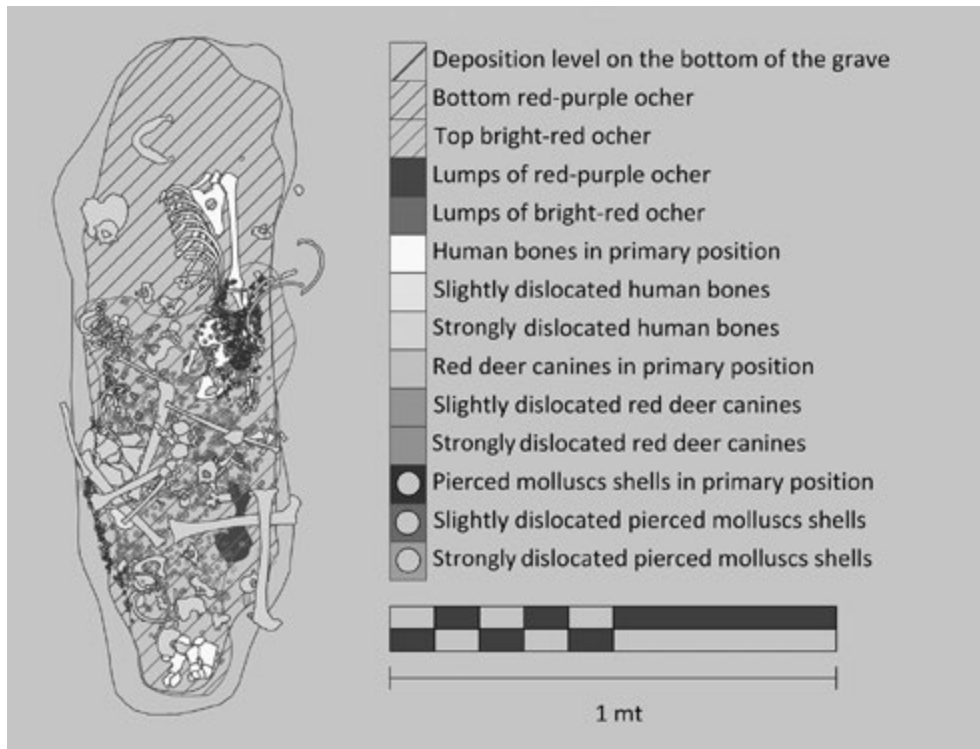 Deposition level on the bottom of the grave
Bottom red-purple ocher
Top bright-red ocher
Lumps of red-purple ocher
Lumps of bright-red ocher
Human bones in primary position
Slightly dislocated human bones
Strongly dislocated human bones
Red deer canines in primary position
Slightly dislocated red deer canines
Strongly dislocated red deer canines
Pierced molluscs shells in primary position
Slightly dislocated pierced molluscs shells
Strongly dislocated pierced molluscs shells
1 mt